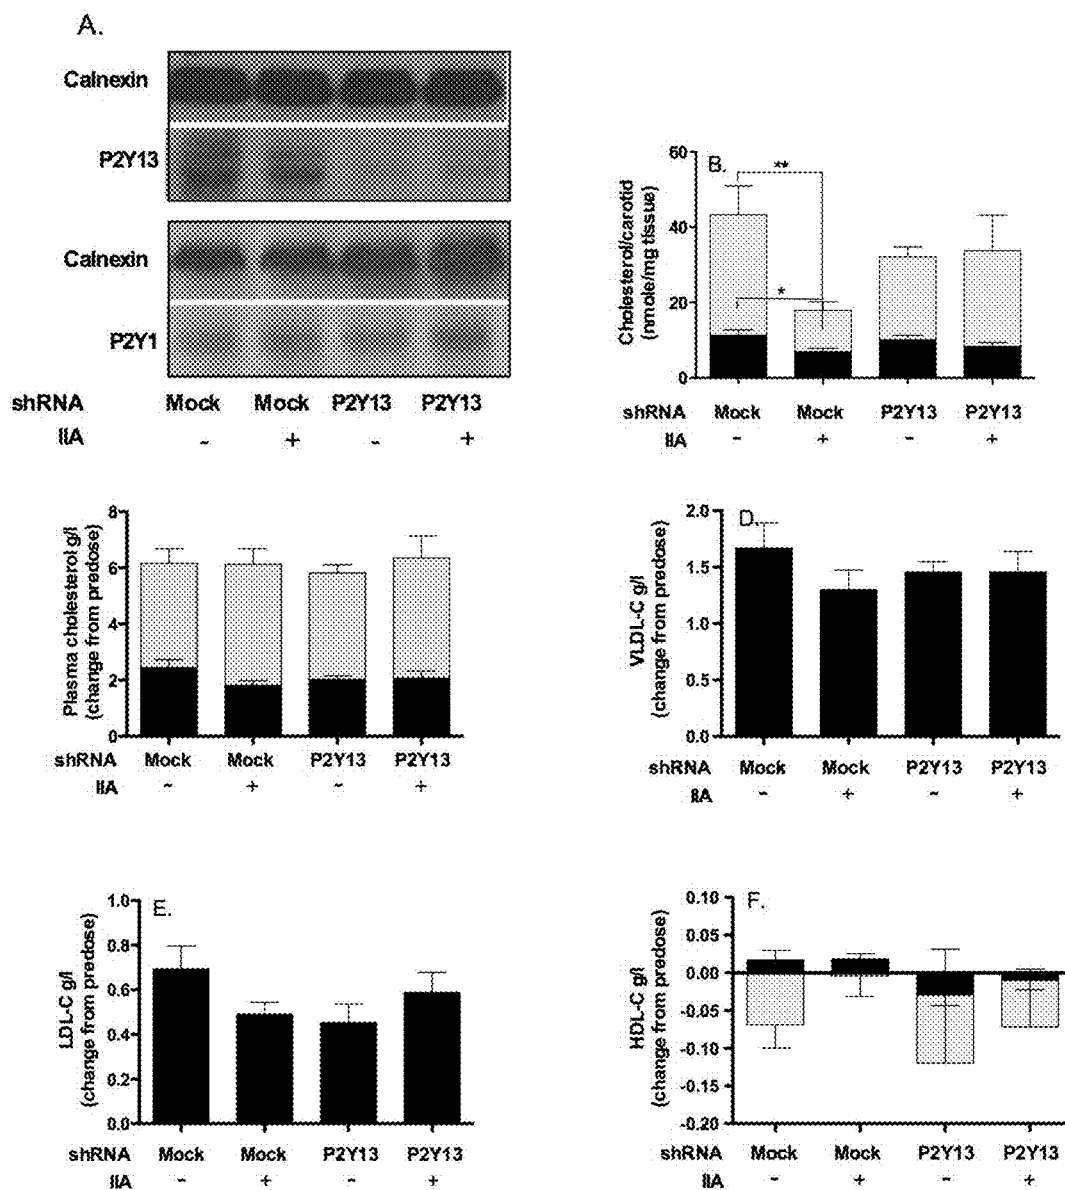 A.
Calnexin
P2Y13
Calnexin
P2Y1
shRNA Mock Mock P2Y13 P2Y13
IIA - + - +
B.
Cholesterol/carotid
(nmole/mg tissue)
60
40
20
0
**
*
shRNA Mock Mock P2Y13 P2Y13
IIA - + - +
Plasma cholesterol g/l
(change from predose)
8
6
4
2
0
shRNA Mock Mock P2Y13 P2Y13
IIA - + - +
D.
VLDL-C g/l
(change from predose)
2.0
1.5
1.0
0.5
0.0
shRNA Mock Mock P2Y13 P2Y13
IIA - + - +
E.
LDL-C g/l
(change from predose)
1.0
0.8
0.6
0.4
0.2
0.0
shRNA Mock Mock P2Y13 P2Y13
IIA - + - +
F.
HDL-C g/l
(change from predose)
0.10
0.05
0.00
-0.05
-0.10
-0.15
-0.20
shRNA Mock Mock P2Y13 P2Y13
IIA - + - +